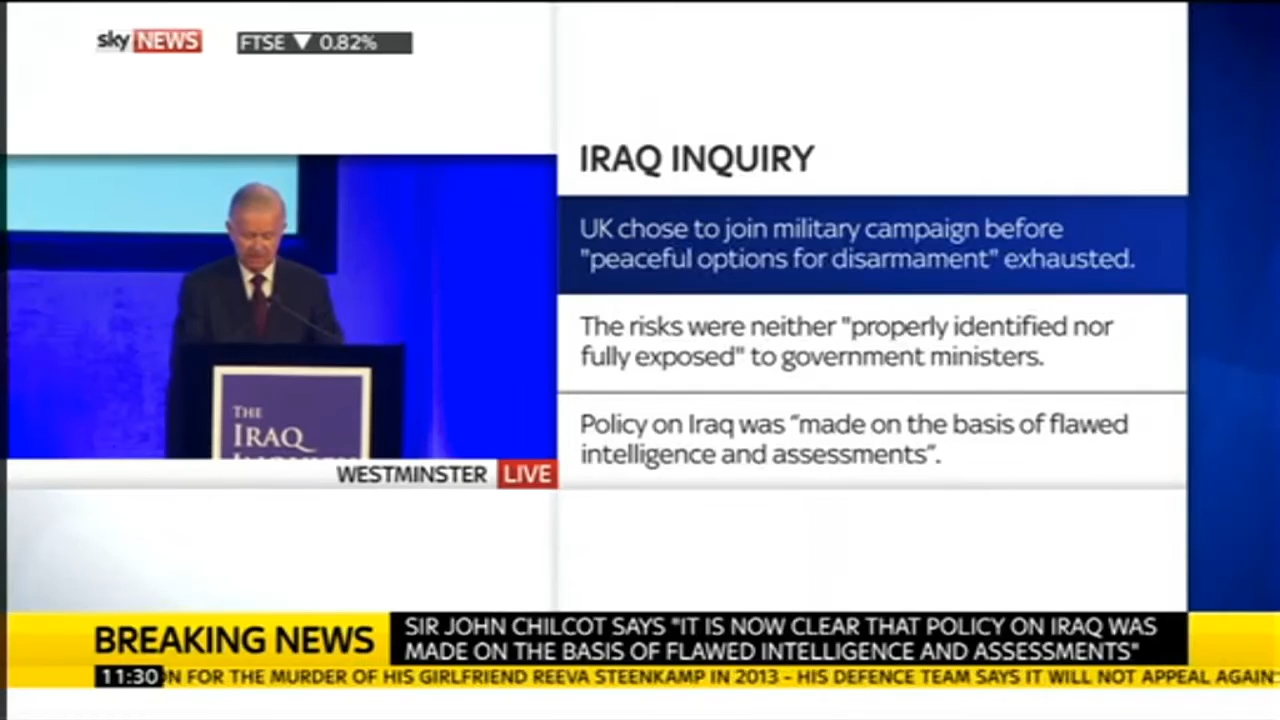 sky NEWS
FTSE ▼ 0.82%
IRAQ INQUIRY
UK chose to join military campaign before
"peaceful options for disarmament" exhausted.
The risks were neither "properly identified nor
fully exposed" to government ministers.
Policy on Iraq was "made on the basis of flawed
intelligence and assessments".
THE
IRAQ
WESTMINSTER LIVE
BREAKING NEWS
SIR JOHN CHILCOT SAYS "IT IS NOW CLEAR THAT POLICY ON IRAQ WAS
MADE ON THE BASIS OF FLAWED INTELLIGENCE AND ASSESSMENTS"
11:30 N FOR THE MURDER OF HIS GIRLFRIEND REEVA STEENKAMP IN 2013 - HIS DEFENCE TEAM SAYS IT WILL NOT APPEAL AGAIN